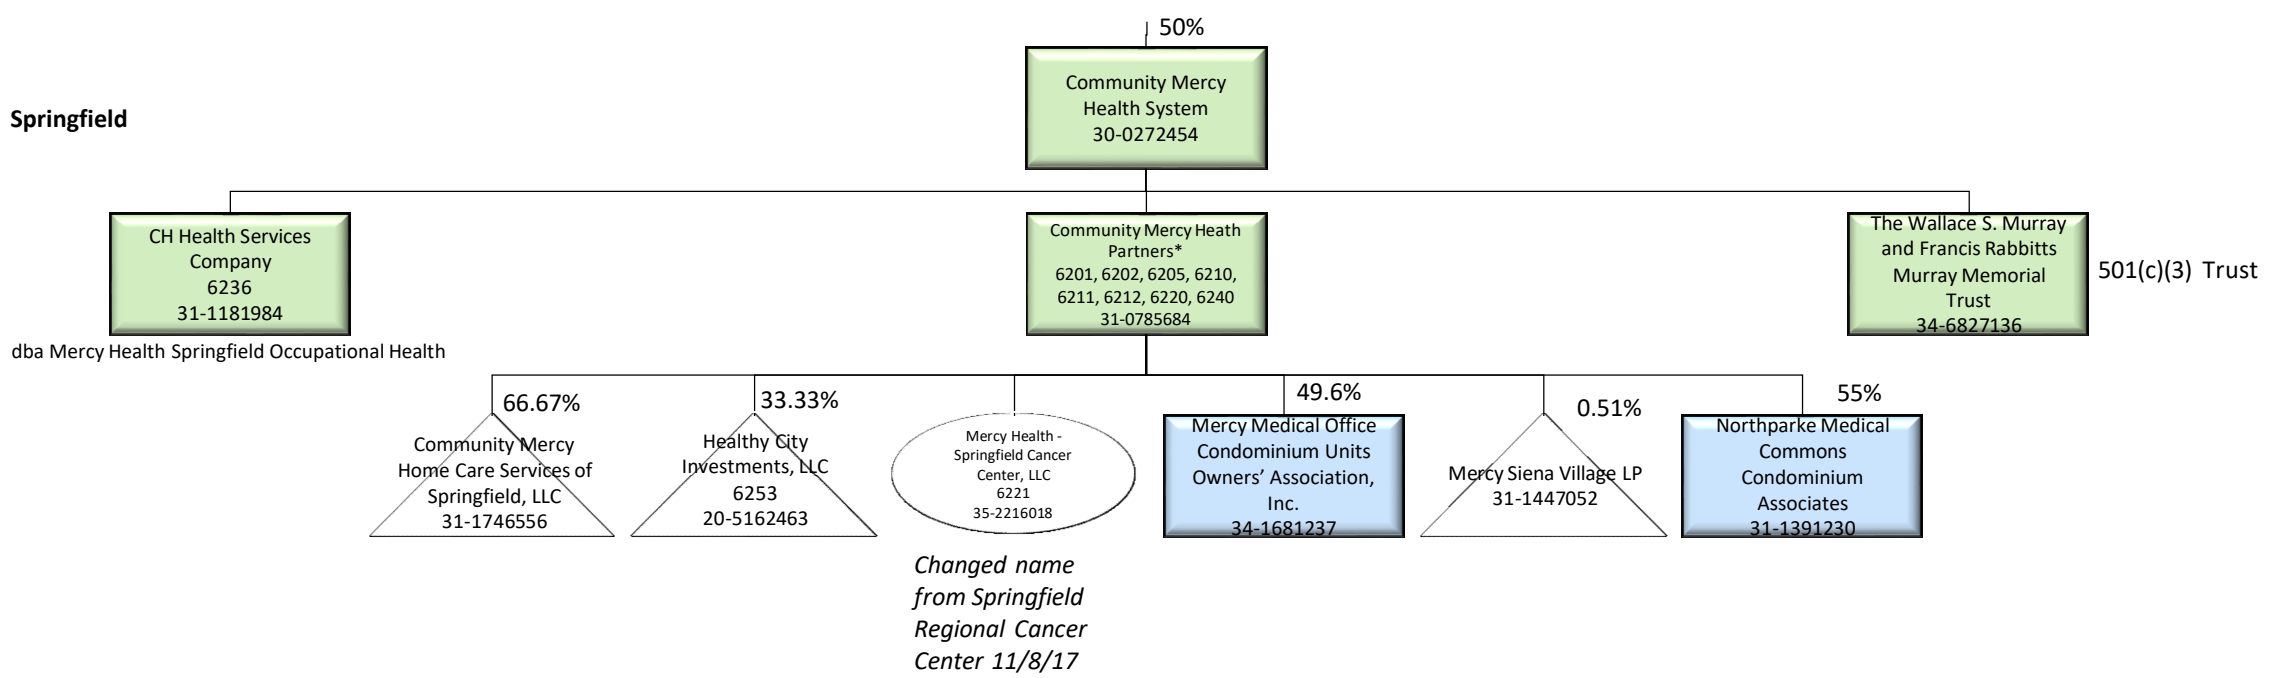 50%
Community Mercy
Health System
30-0272454
Springfield
CH Health Services
Company
6236
31-1181984
dba Mercy Health Springfield Occupational Health
Community Mercy Heath
Partners*
6201, 6202, 6205, 6210,
6211, 6212, 6220, 6240
31-0785684
The Wallace S. Murray
and Francis Rabbitts
Murray Memorial
Trust
34-6827136
501(c)(3) Trust
66.67%
Community Mercy
Home Care Services of
Springfield, LLC
31-1746556
33.33%
Healthy City
Investments, LLC
6253
20-5162463
Mercy Health -
Springfield Cancer
Center, LLC
6221
35-2216018
Changed name
from Springfield
Regional Cancer
Center 11/8/17
49.6%
Mercy Medical Office
Condominium Units
Owners’ Association,
Inc.
34-1681237
0.51%
Mercy Siena Village LP
31-1447052
55%
Northparke Medical
Commons
Condominium
Associates
31-1391230